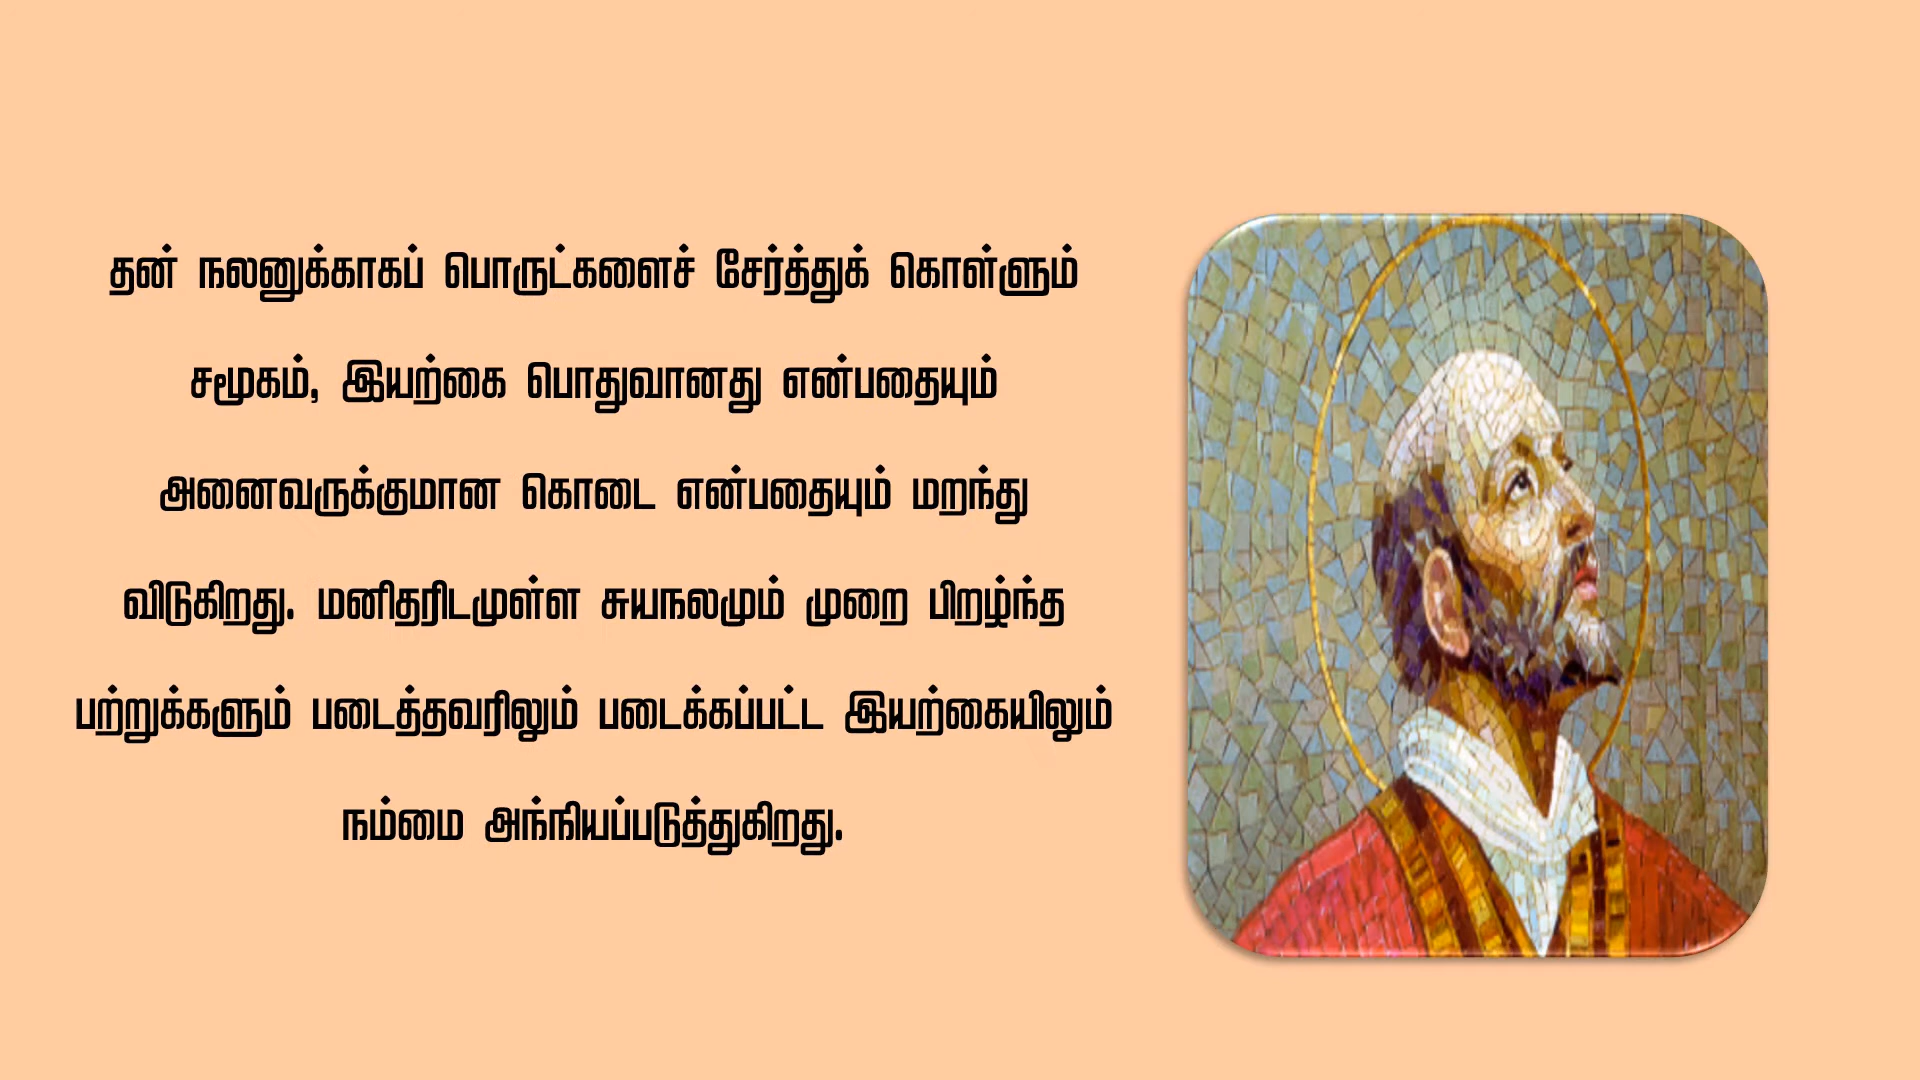 தன் நலனுக்காகப் பொருட்களைச் சேர்த்துக் கொள்ளும்
சமூகம், இயற்கை பொதுவானது என்பதையும்
அனைவருக்குமான கொடை என்பதையும் மறந்து
விடுகிறது. மனிதரிடமுள்ள சுயநலமும் முறை பிறழ்ந்த
பற்றுக்களும் படைத்தவரிலும் படைக்கப்பட்ட இயற்கையிலும்
நம்மை அந்நியப்படுத்துகிறது.